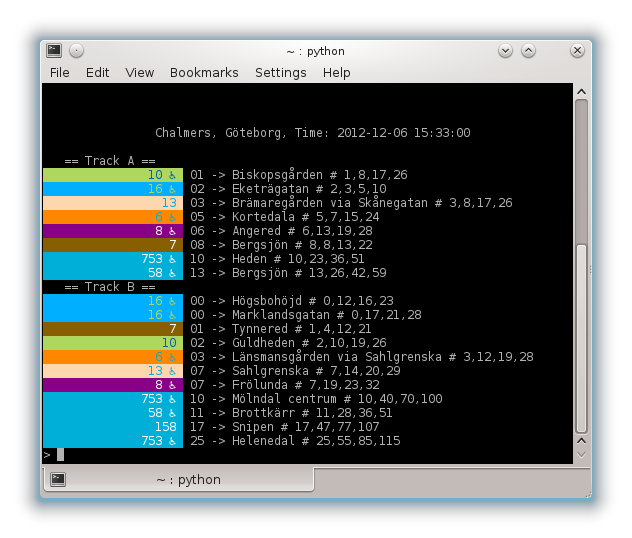 ~ : python
File Edit View Bookmarks Settings Help
Chalmers, Göteborg, Time: 2012-12-06 15:33:00
== Track A ==
10 ♿ 01 -> Biskopsgården # 1,8,17,26
16 ♿ 02 -> Eketrägatan # 2,3,5,10
13 03 -> Brämaregården via Skånegatan # 3,8,17,26
6 ♿ 05 -> Kortedala # 5,7,15,24
8 ♿ 06 -> Angered # 6,13,19,28
7 08 -> Bergsjön # 8,8,13,22
753 ♿ 10 -> Heden # 10,23,36,51
58 ♿ 13 -> Bergsjön # 13,26,42,59
== Track B ==
16 ♿ 00 -> Högsbohöjd # 0,12,16,23
16 ♿ 00 -> Marklandsgatan # 0,17,21,28
7 01 -> Tynnered # 1,4,12,21
10 02 -> Guldheden # 2,10,19,26
6 ♿ 03 -> Länsmansgården via Sahlgrenska # 3,12,19,28
13 ♿ 07 -> Sahlgrenska # 7,14,20,29
8 ♿ 07 -> Frölunda # 7,19,23,32
753 ♿ 10 -> Mölndal centrum # 10,40,70,100
58 ♿ 11 -> Brottkärr # 11,28,36,51
158 17 -> Snipen # 17,47,77,107
753 ♿ 25 -> Helenedal # 25,55,85,115
>
~ : python